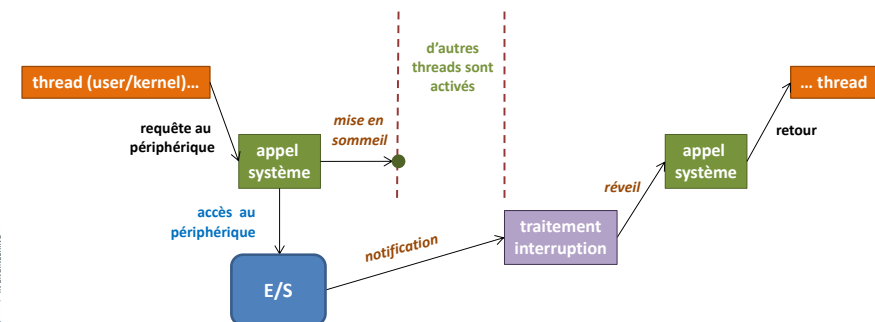 d'autres
threads sont
activés
thread (user/kernel)…
… thread
requête au
périphérique
mise en
sommeil
appel
système
appel
système
retour
réveil
accès au
périphérique
notification
traitement
interruption
E/S